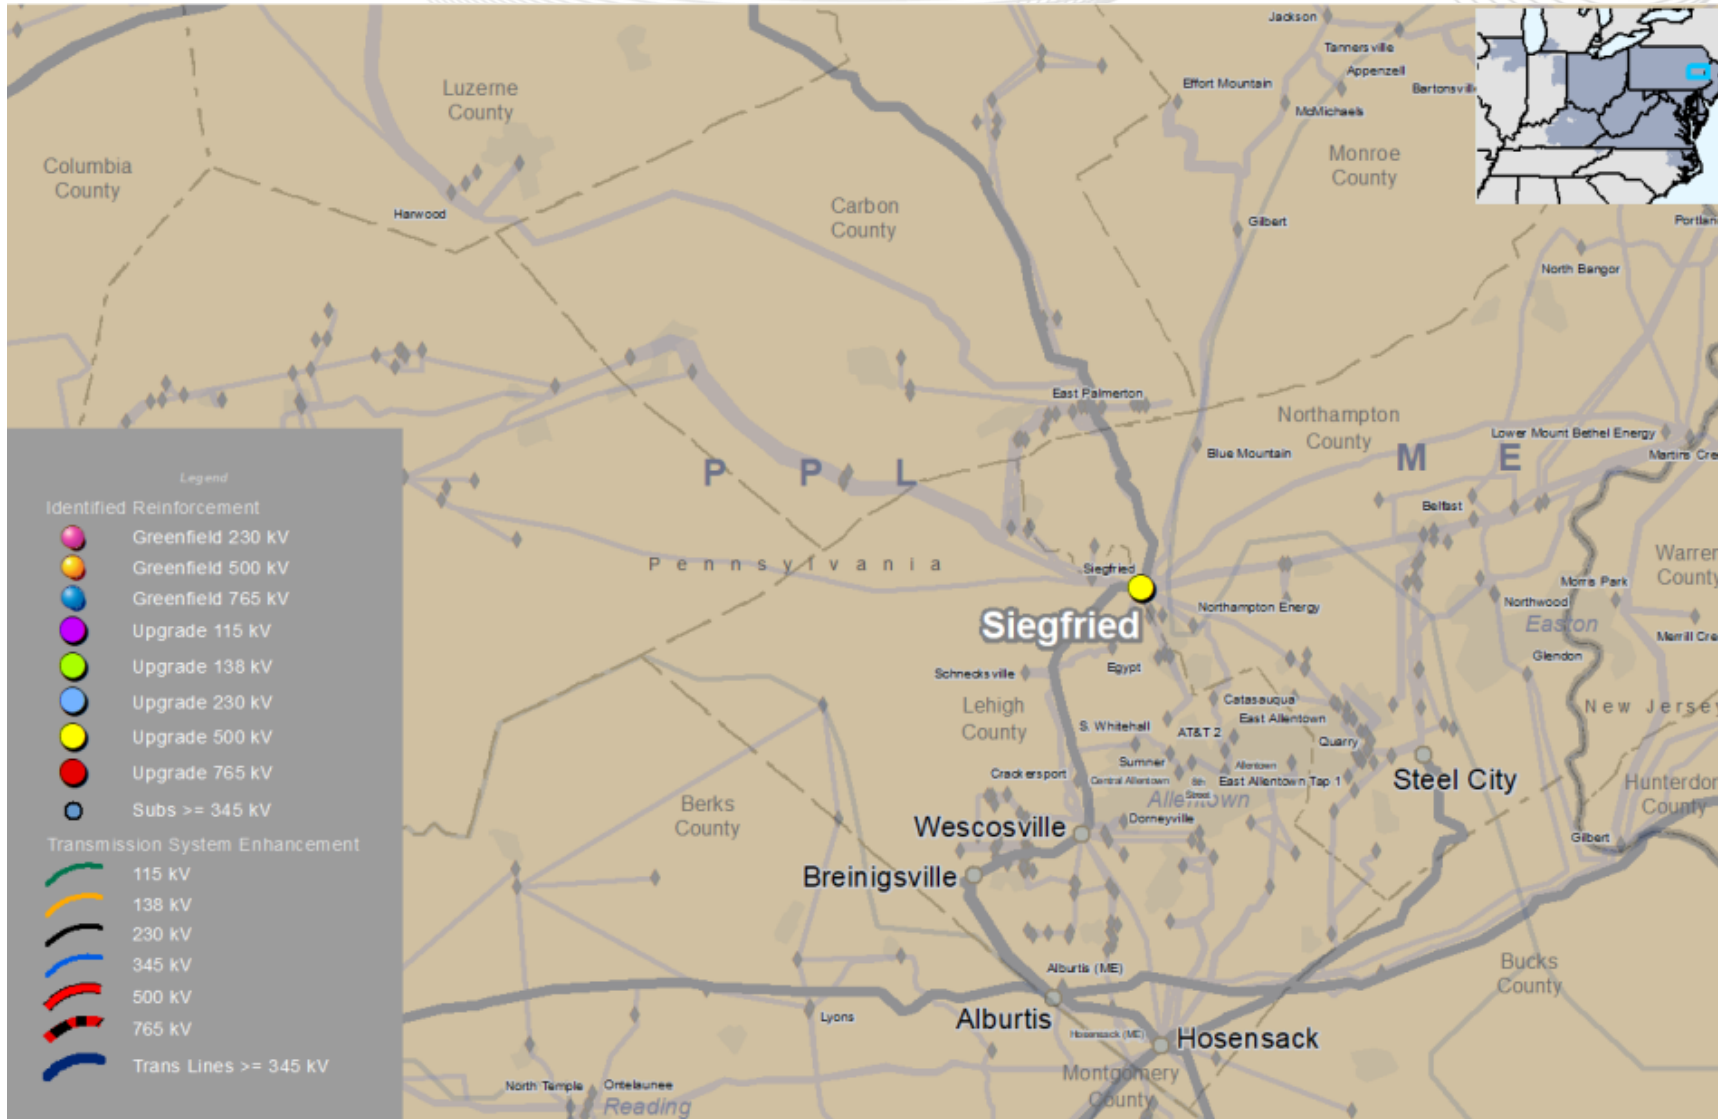 Jackson
Tannersville
Appenzell
Effort Mountain
McMichaels
Luzerne
County
Columbia
County
Monroe
County
Harwood
Carbon
County
Gilbert
North Bangor
East Palmerton
Northampton
County
Lower Mount Bethel Energy
Blue Mountain
P P L
M E
Belfast
Siegfried
Pennsylvania
Warren
County
Morris Park
Northwood
Northampton Energy
Siegfried
Easton
Glendon
Egypt
Schnecksville
Lehigh
County
Catasauqua
East Allentown
S. Whitehall
AT&T 2
Quarry
New Jersey
Sumner
Allentown
Crackersport
Central Allentown
8th
Street
East Allentown Tap 1
Steel City
Allentown
Hunterdon
County
Berks
County
Dorneyville
Wescosville
Gilbert
Breinigsville
Bucks
County
Alburtis (ME)
Alburtis
Lyons
Hosensack (ME)
Hosensack
Montgomery
County
North Temple
Ontelaunee
Reading
Legend
Identified Reinforcement
Greenfield 230 kV
Greenfield 500 kV
Greenfield 765 kV
Upgrade 115 kV
Upgrade 138 kV
Upgrade 230 kV
Upgrade 500 kV
Upgrade 765 kV
Subs >= 345 kV
Transmission System Enhancement
115 kV
138 kV
230 kV
345 kV
500 kV
765 kV
Trans Lines >= 345 kV